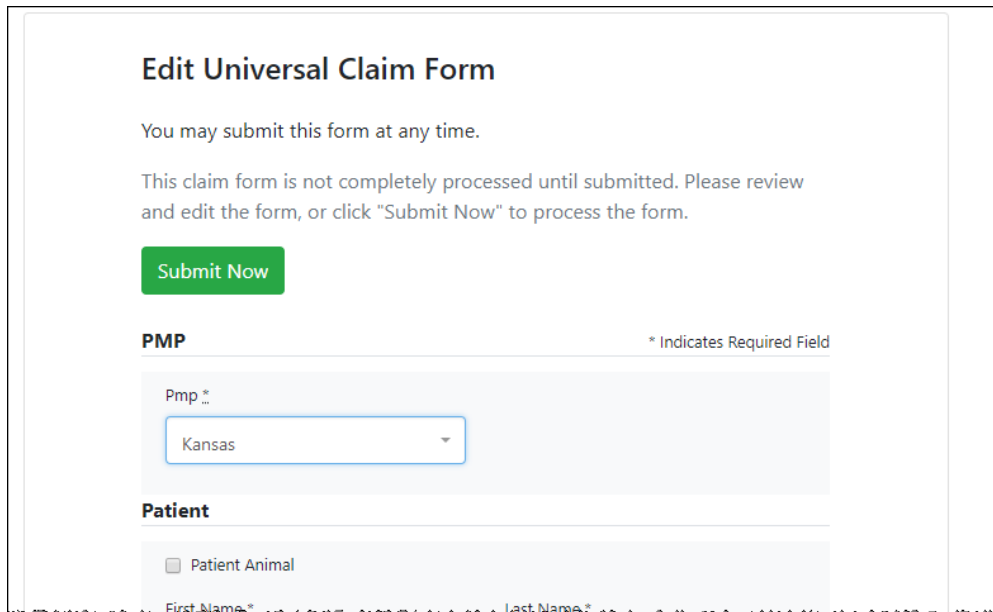 Edit Universal Claim Form
You may submit this form at any time.
This claim form is not completely processed until submitted. Please review
and edit the form, or click "Submit Now" to process the form.
Submit Now
PMP * Indicates Required Field
Pmp *
Kansas
Patient
Patient Animal
First Name * Last Name *